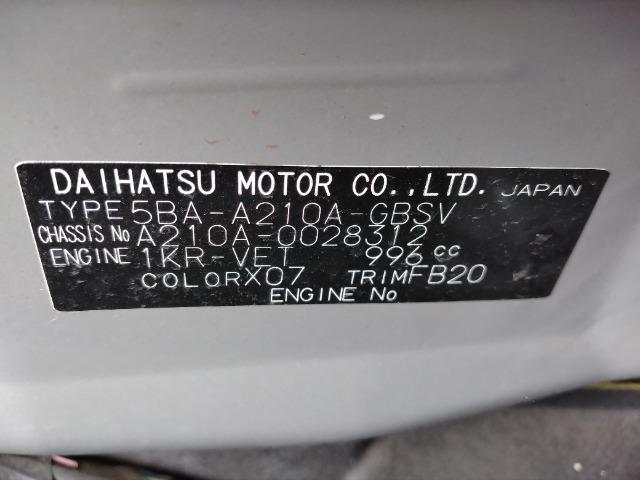 DAIHATSU MOTOR CO.,LTD. JAPAN
TYPE 5BA-A210A-GBSV
CHASSIS No A210A-0028312
ENGINE 1KR-VET 996 cc
COLOR X07 TRIM FB20
ENGINE No